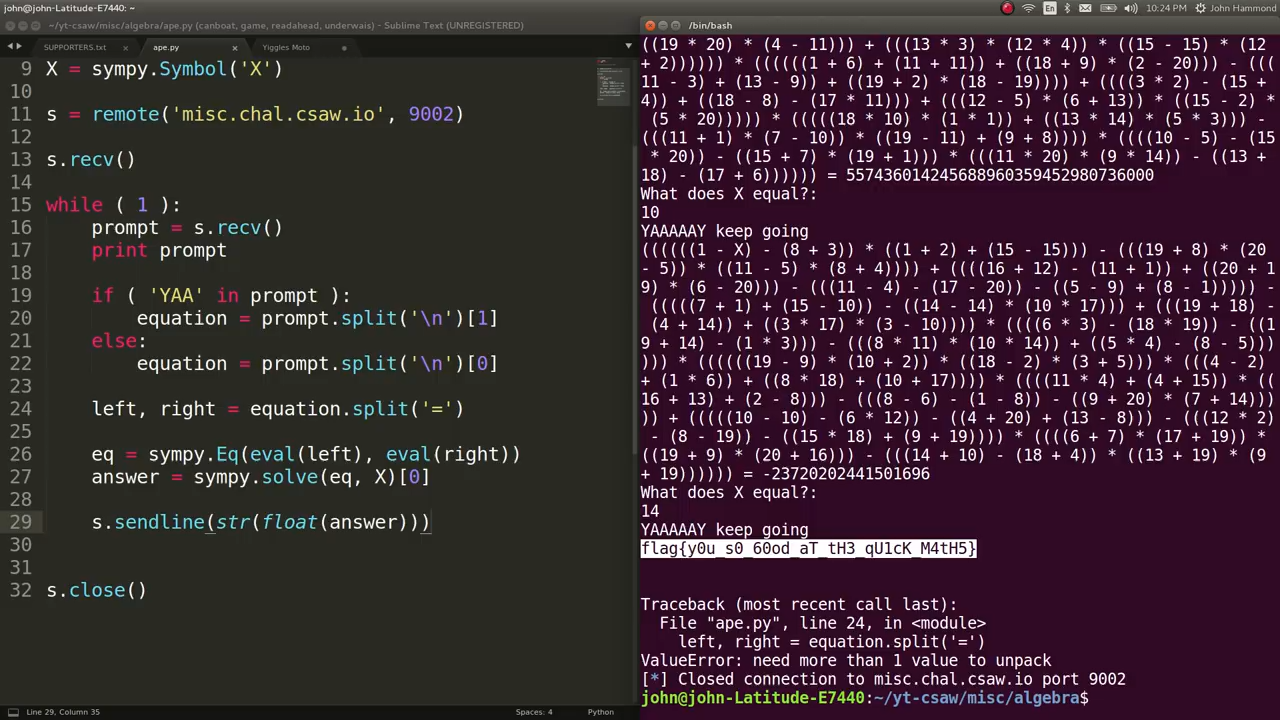 john@john-Latitude-E7440: ~
En
10:24 PM
John Hammond
~/yt-csaw/misc/algebra/ape.py (canboat, game, readahead, underwais) - Sublime Text (UNREGISTERED)
SUPPORTERS.txt
ape.py
Yiggles Moto
9 X = sympy.Symbol('X')
10
11 s = remote('misc.chal.csaw.io', 9002)
12
13 s.recv()
14
15 while ( 1 ):
16 prompt = s.recv()
17 print prompt
18
19 if ( 'YAA' in prompt ):
20 equation = prompt.split('\n')[1]
21 else:
22 equation = prompt.split('\n')[0]
23
24 left, right = equation.split('=')
25
26 eq = sympy.Eq(eval(left), eval(right))
27 answer = sympy.solve(eq, X)[0]
28
29 s.sendline(str(float(answer)))
30
31
32 s.close()
Line 29, Column 35
Spaces: 4
Python
/bin/bash
((19 * 20) * (4 - 11))) + (((13 * 3) * (12 * 4)) * ((15 - 15) * (12
+ 2)))))) * ((((((1 + 6) + (11 + 11)) + ((18 + 9) * (2 - 20))) - (((
11 - 3) + (13 - 9)) + ((19 + 2) * (18 - 19)))) + (((3 * 2) - (15 +
4)) + ((18 - 8) - (17 * 11))) + (((12 - 5) * (6 + 13)) * ((15 - 2) *
(5 * 20))))) * (((((18 * 10) * (1 * 1)) + ((13 * 14) * (5 * 3))) -
(((11 + 1) * (7 - 10)) * ((19 - 11) + (9 + 8)))) * ((((10 - 5) - (15
* 20)) - ((15 + 7) * (19 + 1))) * (((11 * 20) * (9 * 14)) - ((13 +
18) - (17 + 6)))))) = 557436014245688960359452980736000
What does X equal?:
10
YAAAAAY keep going
((((((1 - X) - (8 + 3)) * ((1 + 2) + (15 - 15))) - (((19 + 8) * (20
- 5)) * ((11 - 5) * (8 + 4)))) + ((((16 + 12) - (11 + 1)) + ((20 + 1
9) * (6 - 20))) - (((11 - 4) - (17 - 20)) - ((5 - 9) + (8 - 1))))) -
(((((7 + 1) + (15 - 10)) - ((14 - 14) * (10 * 17))) + (((19 + 18) -
(4 + 14)) + ((3 * 17) * (3 - 10)))) * ((((6 * 3) - (18 * 19)) - ((1
9 + 14) - (1 * 3))) - (((8 * 11) * (10 * 14)) + ((5 * 4) - (8 - 5)))
))) * ((((((19 - 9) * (10 + 2)) * ((18 - 2) * (3 + 5))) * (((4 - 2)
+ (1 * 6)) + ((8 * 18) + (10 + 17)))) * ((((11 * 4) + (4 + 15)) * ((
16 + 13) + (2 - 8))) - (((8 - 6) - (1 - 8)) - ((9 + 20) * (7 + 14)))
)) + (((((10 - 10) - (6 * 12)) - ((4 + 20) + (13 - 8))) - (((12 * 2)
- (8 - 19)) - ((15 * 18) + (9 + 19)))) * ((((6 + 7) * (17 + 19)) *
((19 + 9) * (20 + 16))) - (((14 + 10) - (18 + 4)) * ((13 + 19) * (9
+ 19)))))) = -23720202441501696
What does X equal?:
14
YAAAAAY keep going
flag{y0u_s0_60od_aT_tH3_qU1cK_M4tH5}
Traceback (most recent call last):
File "ape.py", line 24, in <module>
left, right = equation.split('=')
ValueError: need more than 1 value to unpack
[*] Closed connection to misc.chal.csaw.io port 9002
john@john-Latitude-E7440:~/yt-csaw/misc/algebra$